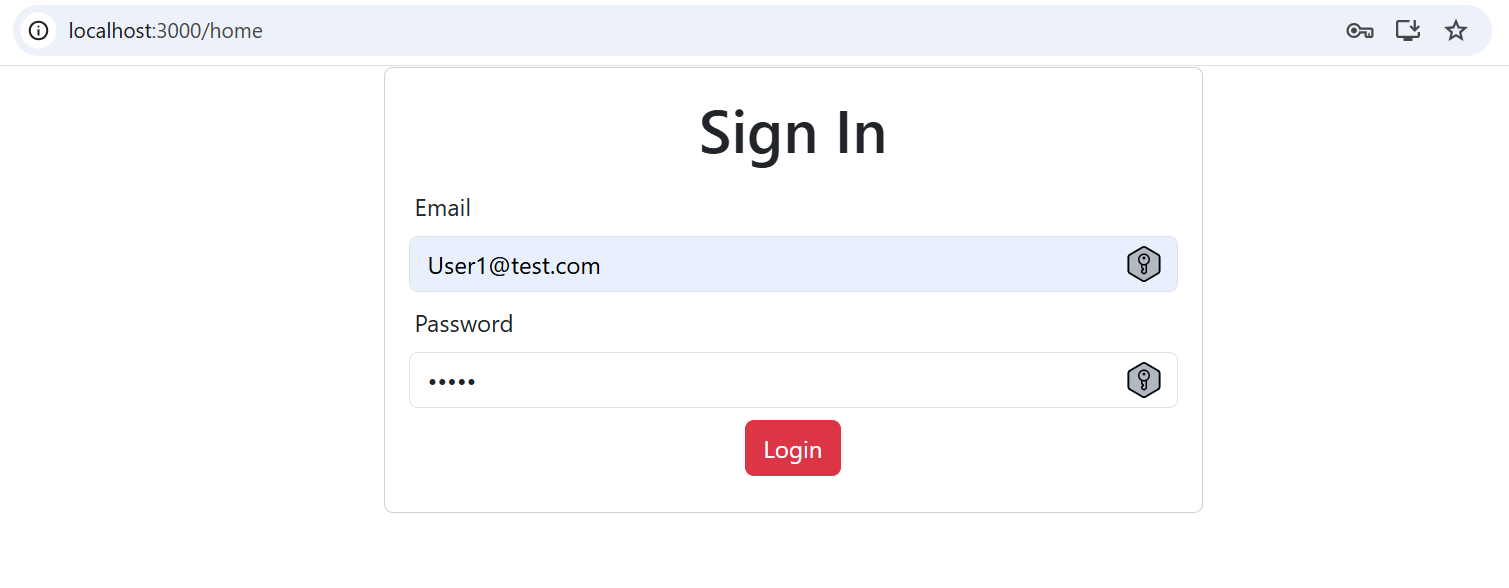 localhost:3000/home
Sign In
Email
User1@test.com
Password
•••••
Login